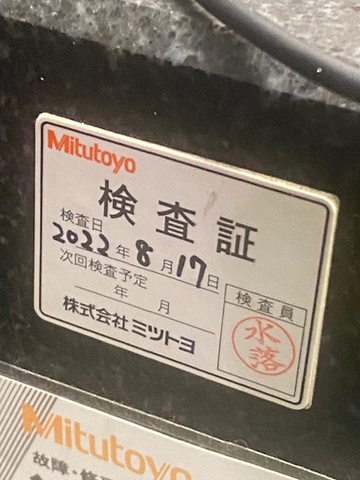 Mitutoyo
検査証
検査日
2022年8月17日
次回検査予定
年 月
株式会社ミツトヨ
検査員
水落
Mitutoyo
故障・修